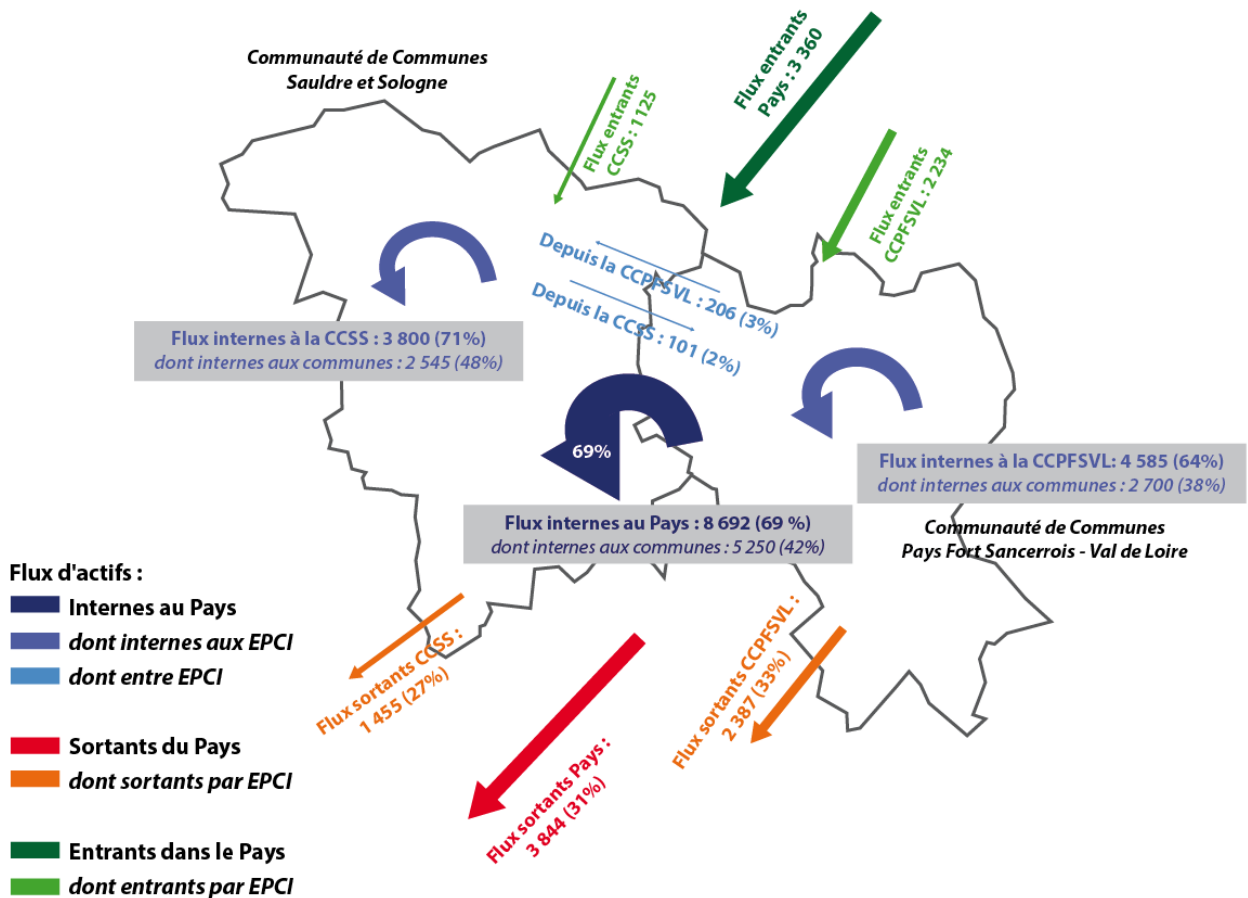 Communauté de Communes
Sauldre et Sologne
Flux entrants
CCSS : 1125
Flux entrants
Pays : 3 360
Flux entrants
CCPFSVL : 2 234
Depuis la CCPFSVL : 206 (3%)
Depuis la CCSS : 101 (2%)
Flux internes à la CCSS : 3 800 (71%)
dont internes aux communes : 2 545 (48%)
69%
Flux internes à la CCPFSVL: 4 585 (64%)
dont internes aux communes : 2 700 (38%)
Flux internes au Pays : 8 692 (69 %)
dont internes aux communes : 5 250 (42%)
Communauté de Communes
Pays Fort Sancerrois - Val de Loire
Flux d'actifs :
Internes au Pays
dont internes aux EPCI
dont entre EPCI
Sortants du Pays
dont sortants par EPCI
Entrants dans le Pays
dont entrants par EPCI
Flux sortants CCSS :
1 455 (27%)
Flux sortants Pays :
3 844 (31%)
Flux sortants CCPFSVL :
2 387 (33%)